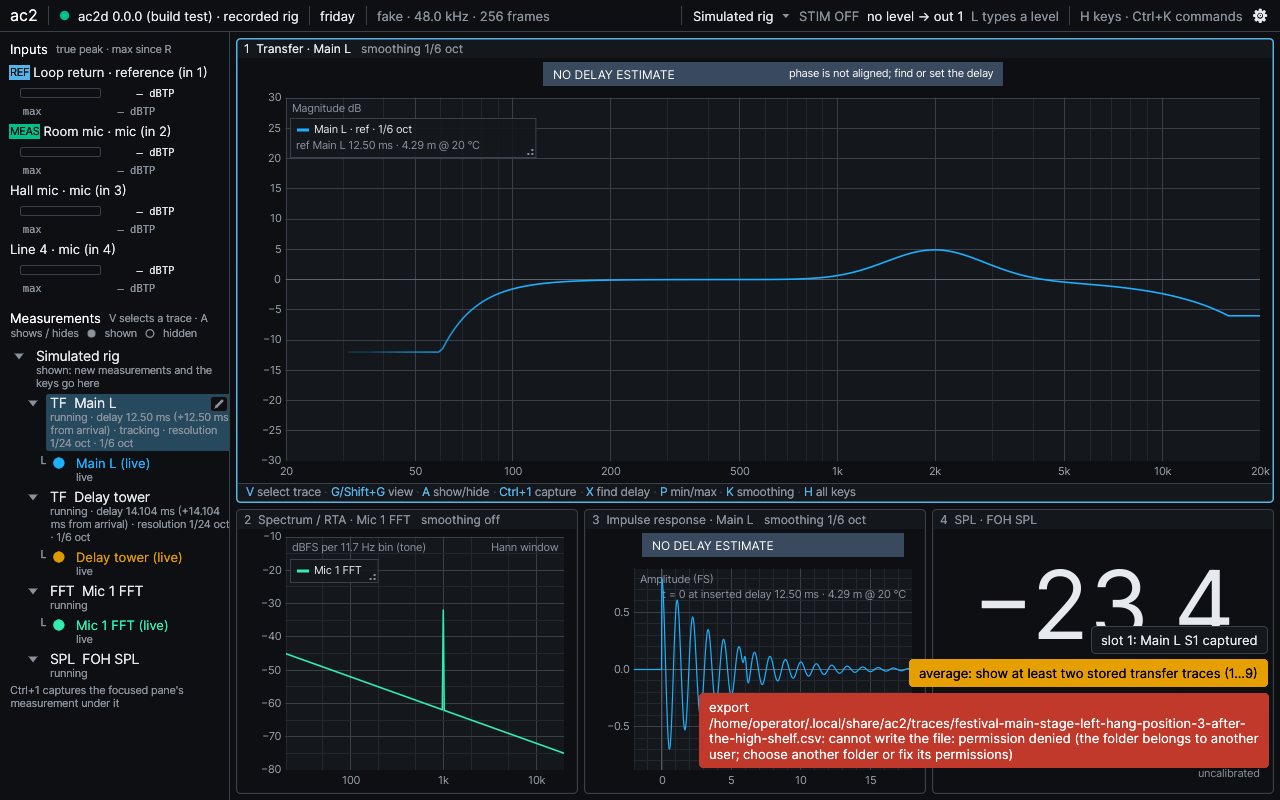 ac2 ac2d 0.0.0 (build test) · recorded rig friday fake · 48.0 kHz · 256 frames Simulated rig STIM OFF no level → out 1 L types a level H keys · Ctrl+K commands
Inputs true peak · max since R
REF Loop return · reference (in 1)
– dBTP
max – dBTP
MEAS Room mic · mic (in 2)
– dBTP
max – dBTP
Hall mic · mic (in 3)
– dBTP
max – dBTP
Line 4 · mic (in 4)
– dBTP
max – dBTP
Measurements V selects a trace · A
shows / hides shown hidden
Simulated rig
shown: new measurements and the
keys go here
TF Main L
running · delay 12.50 ms (+12.50 ms
from arrival) · tracking · resolution
1/24 oct · 1/6 oct
Main L (live)
live
TF Delay tower
running · delay 14.104 ms (+14.104
ms from arrival) · resolution 1/24 oct
· 1/6 oct
Delay tower (live)
live
FFT Mic 1 FFT
running
Mic 1 FFT (live)
live
SPL FOH SPL
running
Ctrl+1 captures the focused pane's
measurement under it
1 Transfer · Main L smoothing 1/6 oct
NO DELAY ESTIMATE phase is not aligned; find or set the delay
Magnitude dB
Main L · ref · 1/6 oct
ref Main L 12.50 ms · 4.29 m @ 20 °C
30
25
20
15
10
5
0
−5
−10
−15
−20
−25
−30
20 50 100 200 500 1k 2k 5k 10k 20k
V select trace · G/Shift+G view · A show/hide · Ctrl+1 capture · X find delay · P min/max · K smoothing · H all keys
2 Spectrum / RTA · Mic 1 FFT smoothing off
dBFS per 11.7 Hz bin (tone) Hann window
Mic 1 FFT
−10
−20
−30
−40
−50
−60
−70
−80
100 1k 10k
3 Impulse response · Main L smoothing 1/6 oct
NO DELAY ESTIMATE
Amplitude (FS)
t = 0 at inserted delay 12.50 ms · 4.29 m @ 20 °C
0.5
0.0
−0.5
0 5 10 15
4 SPL · FOH SPL
−23.4
slot 1: Main L S1 captured
average: show at least two stored transfer traces (1…9)
export
/home/operator/.local/share/ac2/traces/festival-main-stage-left-hang-position-3-after-
the-high-shelf.csv: cannot write the file: permission denied (the folder belongs to another
user; choose another folder or fix its permissions)
uncalibrated